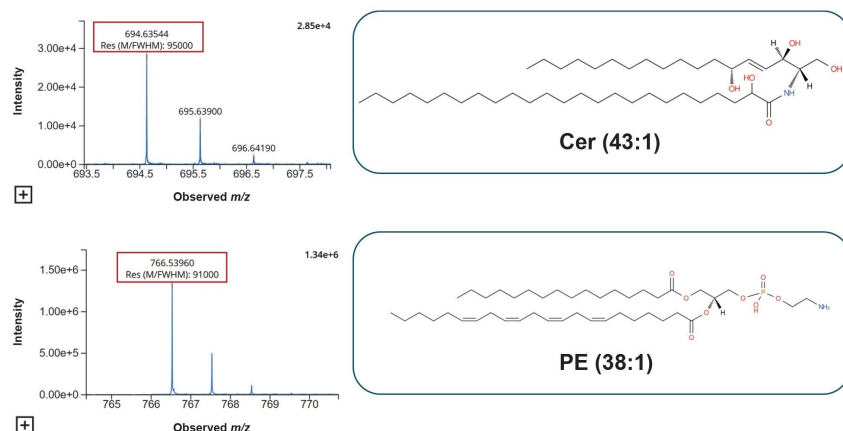 2.85e+4
694.63544
Res (M/FWHM): 95000
3.00e+4
2.00e+4
1.00e+4
0.00e+0
Intensity
695.63900
696.64190
693.5 694.5 695.5 696.5 697.5
Observed m/z
+
H OH
OH
OH
HO
NH
H
O
Cer (43:1)
1.34e+6
766.53960
Res (M/FWHM): 91000
1.50e+6
1.00e+6
5.00e+5
0.00e+0
Intensity
765 766 767 768 769 770
Observed m/z
+
O
O
O
O
H
O
P
O
OH
O
NH₂
PE (38:1)